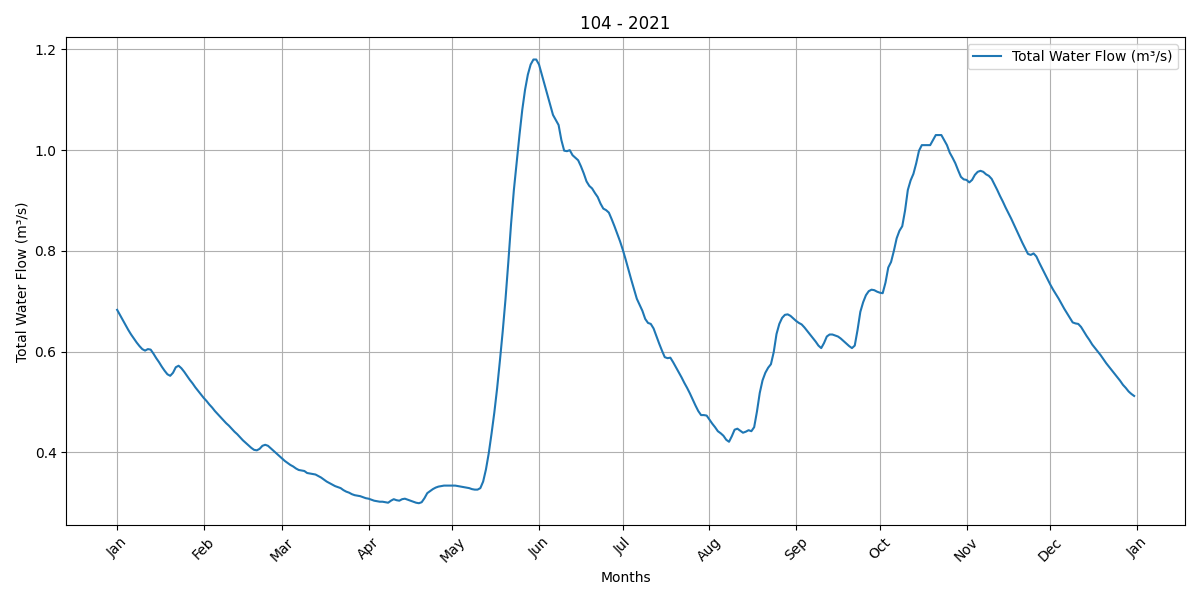 104 - 2021
Total Water Flow (m³/s)
Total Water Flow (m³/s)
1.2
1.0
0.8
0.6
0.4
Jan Feb Mar Apr May Jun Jul Aug Sep Oct Nov Dec Jan
Months